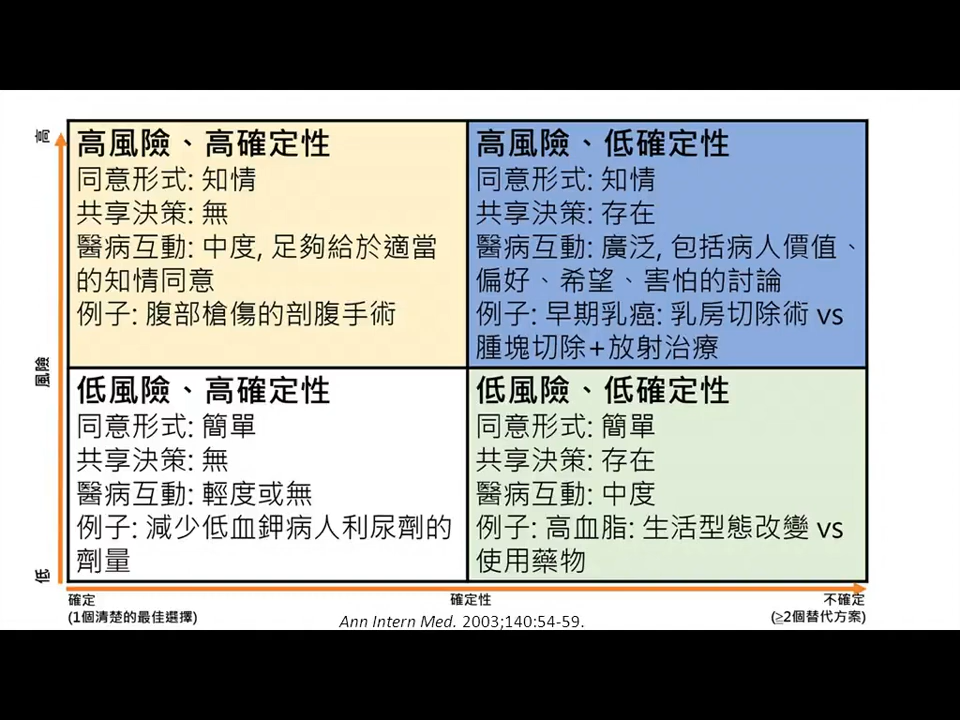 高
風險
低
高風險、高確定性
同意形式: 知情
共享決策: 無
醫病互動: 中度, 足夠給於適當
的知情同意
例子: 腹部槍傷的剖腹手術
高風險、低確定性
同意形式: 知情
共享決策: 存在
醫病互動: 廣泛, 包括病人價值、
偏好、希望、害怕的討論
例子: 早期乳癌: 乳房切除術 vs
腫塊切除+放射治療
低風險、高確定性
同意形式: 簡單
共享決策: 無
醫病互動: 輕度或無
例子: 減少低血鉀病人利尿劑的
劑量
低風險、低確定性
同意形式: 簡單
共享決策: 存在
醫病互動: 中度
例子: 高血脂: 生活型態改變 vs
使用藥物
確定
(1個清楚的最佳選擇)
確定性
不確定
(≥2個替代方案)
Ann Intern Med. 2003;140:54-59.